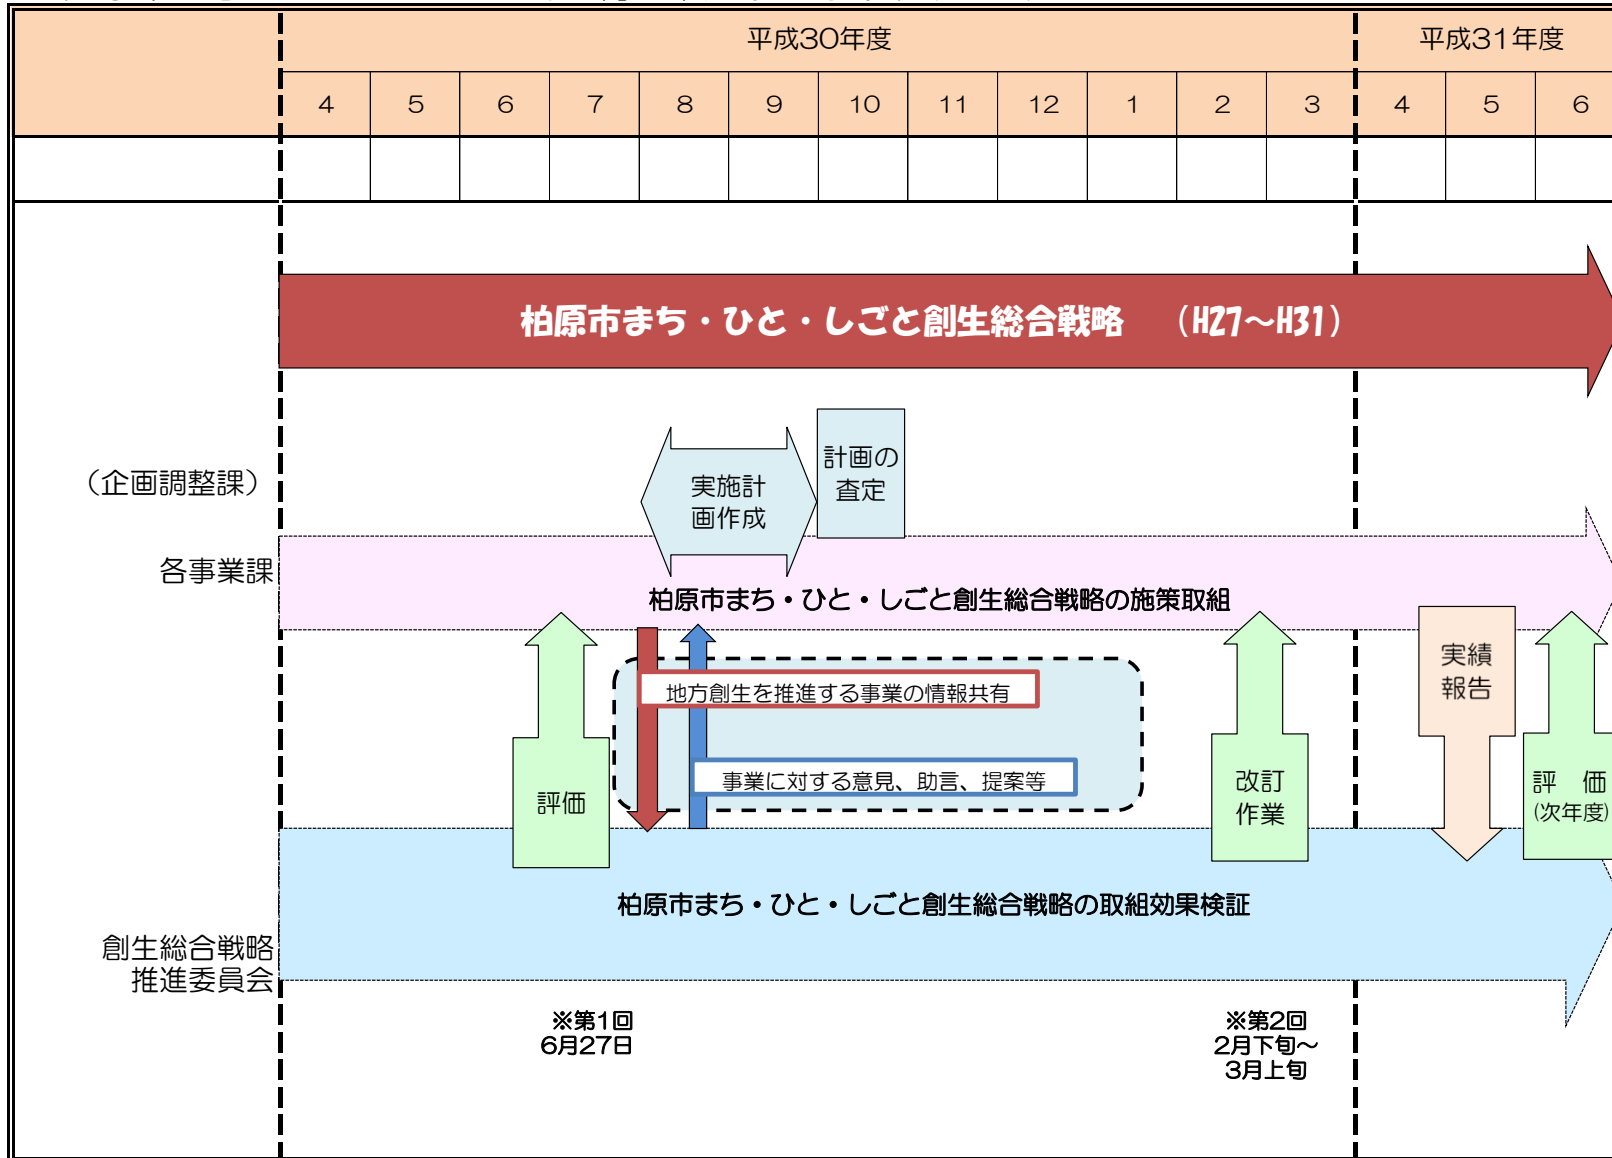 平成30年度
平成31年度
4 5 6 7 8 9 10 11 12 1 2 3 4 5 6
柏原市まち・ひと・しごと創生総合戦略 （H27～H31）
（企画調整課）
実施計
画作成
計画の
査定
各事業課
柏原市まち・ひと・しごと創生総合戦略の施策取組
地方創生を推進する事業の情報共有
事業に対する意見、助言、提案等
評価
改訂
作業
実績
報告
評 価
(次年度)
柏原市まち・ひと・しごと創生総合戦略の取組効果検証
創生総合戦略
推進委員会
※第1回
6月27日
※第2回
2月下旬～
3月上旬